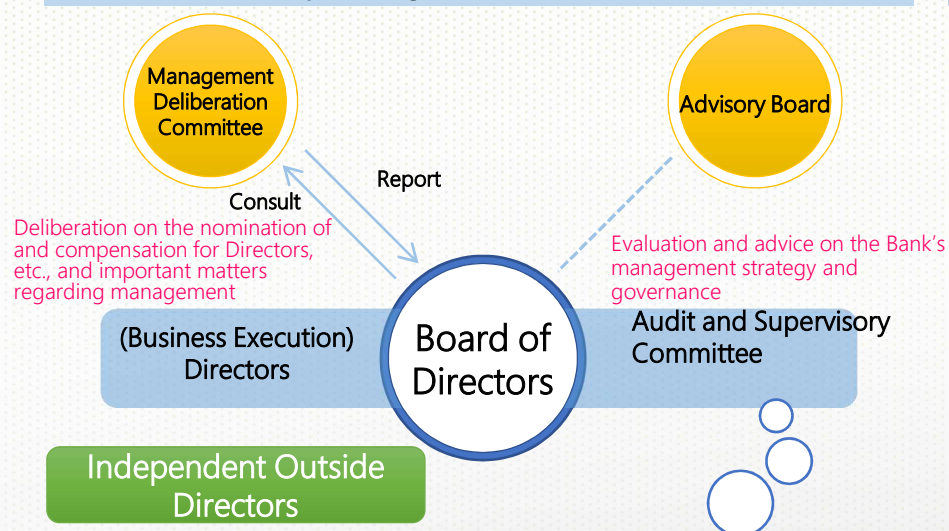 Management
Deliberation
Committee
Advisory Board
Report
Consult
Deliberation on the nomination of
and compensation for Directors,
etc., and important matters
regarding management
Evaluation and advice on the Bank's
management strategy and
governance
(Business Execution)
Directors
Board of
Directors
Audit and Supervisory
Committee
Independent Outside
Directors